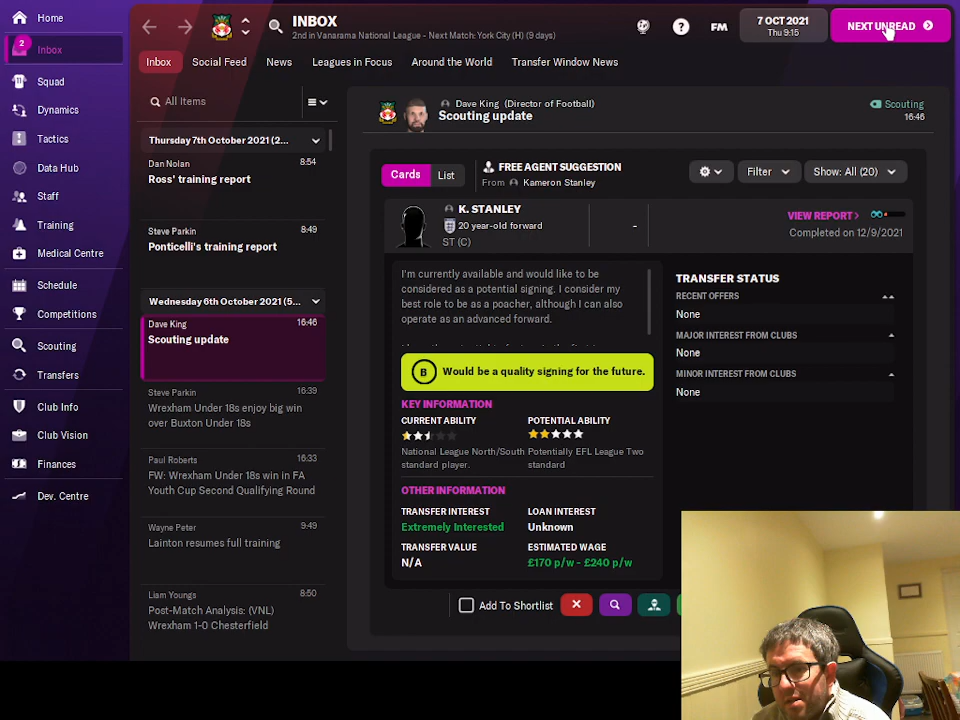 Home
2
Inbox
Squad
Dynamics
Tactics
Data Hub
Staff
Training
Medical Centre
Schedule
Competitions
Scouting
Transfers
Club Info
Club Vision
Finances
Dev. Centre
INBOX
2nd in Vanarama National League - Next Match: York City (H) (9 days)
?
FM
7 OCT 2021
Thu 9:15
NEXT UNREAD
Inbox
Social Feed
News
Leagues in Focus
Around the World
Transfer Window News
All Items
Thursday 7th October 2021 (2...
Dan Nolan
8:54
Ross' training report
Steve Parkin
8:49
Ponticelli's training report
Wednesday 6th October 2021 (5...
Dave King
16:46
Scouting update
Steve Parkin
16:39
Wrexham Under 18s enjoy big win
over Buxton Under 18s
Paul Roberts
16:33
FW: Wrexham Under 18s win in FA
Youth Cup Second Qualifying Round
Wayne Peter
9:49
Lainton resumes full training
Liam Youngs
8:50
Post-Match Analysis: (VNL)
Wrexham 1-0 Chesterfield
Dave King (Director of Football)
Scouting update
Scouting
16:46
Cards
List
FREE AGENT SUGGESTION
From Kameron Stanley
Filter
Show: All (20)
K. STANLEY
20 year-old forward
ST (C)
-
VIEW REPORT >
Completed on 12/9/2021
I'm currently available and would like to be
considered as a potential signing. I consider my
best role to be as a poacher, although I can also
operate as an advanced forward.
B
Would be a quality signing for the future.
KEY INFORMATION
CURRENT ABILITY
National League North/South
standard player.
POTENTIAL ABILITY
Potentially EFL League Two
standard
OTHER INFORMATION
TRANSFER INTEREST
Extremely Interested
LOAN INTEREST
Unknown
TRANSFER VALUE
N/A
ESTIMATED WAGE
£170 p/w - £240 p/w
TRANSFER STATUS
RECENT OFFERS
None
MAJOR INTEREST FROM CLUBS
None
MINOR INTEREST FROM CLUBS
None
Add To Shortlist